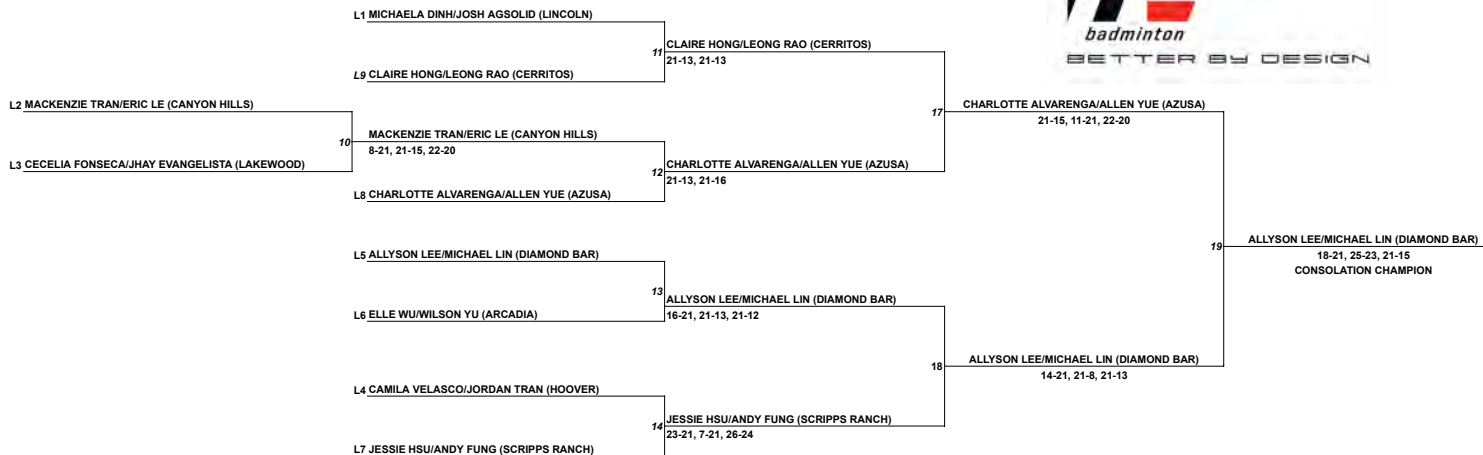 L1 MICHAELA DINH/JOSH AGSOLID (LINCOLN)
badminton
BETTER BY DESIGN
11 CLAIRE HONG/LEONG RAO (CERRITOS)
21-13, 21-13
L9 CLAIRE HONG/LEONG RAO (CERRITOS)
L2 MACKENZIE TRAN/ERIC LE (CANYON HILLS)
17 CHARLOTTE ALVARENGA/ALLEN YUE (AZUSA)
21-15, 11-21, 22-20
10 MACKENZIE TRAN/ERIC LE (CANYON HILLS)
8-21, 21-15, 22-20
L3 CECELIA FONSECA/JHAY EVANGELISTA (LAKEWOOD)
12 CHARLOTTE ALVARENGA/ALLEN YUE (AZUSA)
21-13, 21-16
L8 CHARLOTTE ALVARENGA/ALLEN YUE (AZUSA)
19 ALLYSON LEE/MICHAEL LIN (DIAMOND BAR)
18-21, 25-23, 21-15
CONSOLATION CHAMPION
L5 ALLYSON LEE/MICHAEL LIN (DIAMOND BAR)
13 ALLYSON LEE/MICHAEL LIN (DIAMOND BAR)
16-21, 21-13, 21-12
L6 ELLE WU/WILSON YU (ARCADIA)
18 ALLYSON LEE/MICHAEL LIN (DIAMOND BAR)
14-21, 21-8, 21-13
L4 CAMILA VELASCO/JORDAN TRAN (HOOVER)
14 JESSIE HSU/ANDY FUNG (SCRIPPS RANCH)
23-21, 7-21, 26-24
L7 JESSIE HSU/ANDY FUNG (SCRIPPS RANCH)